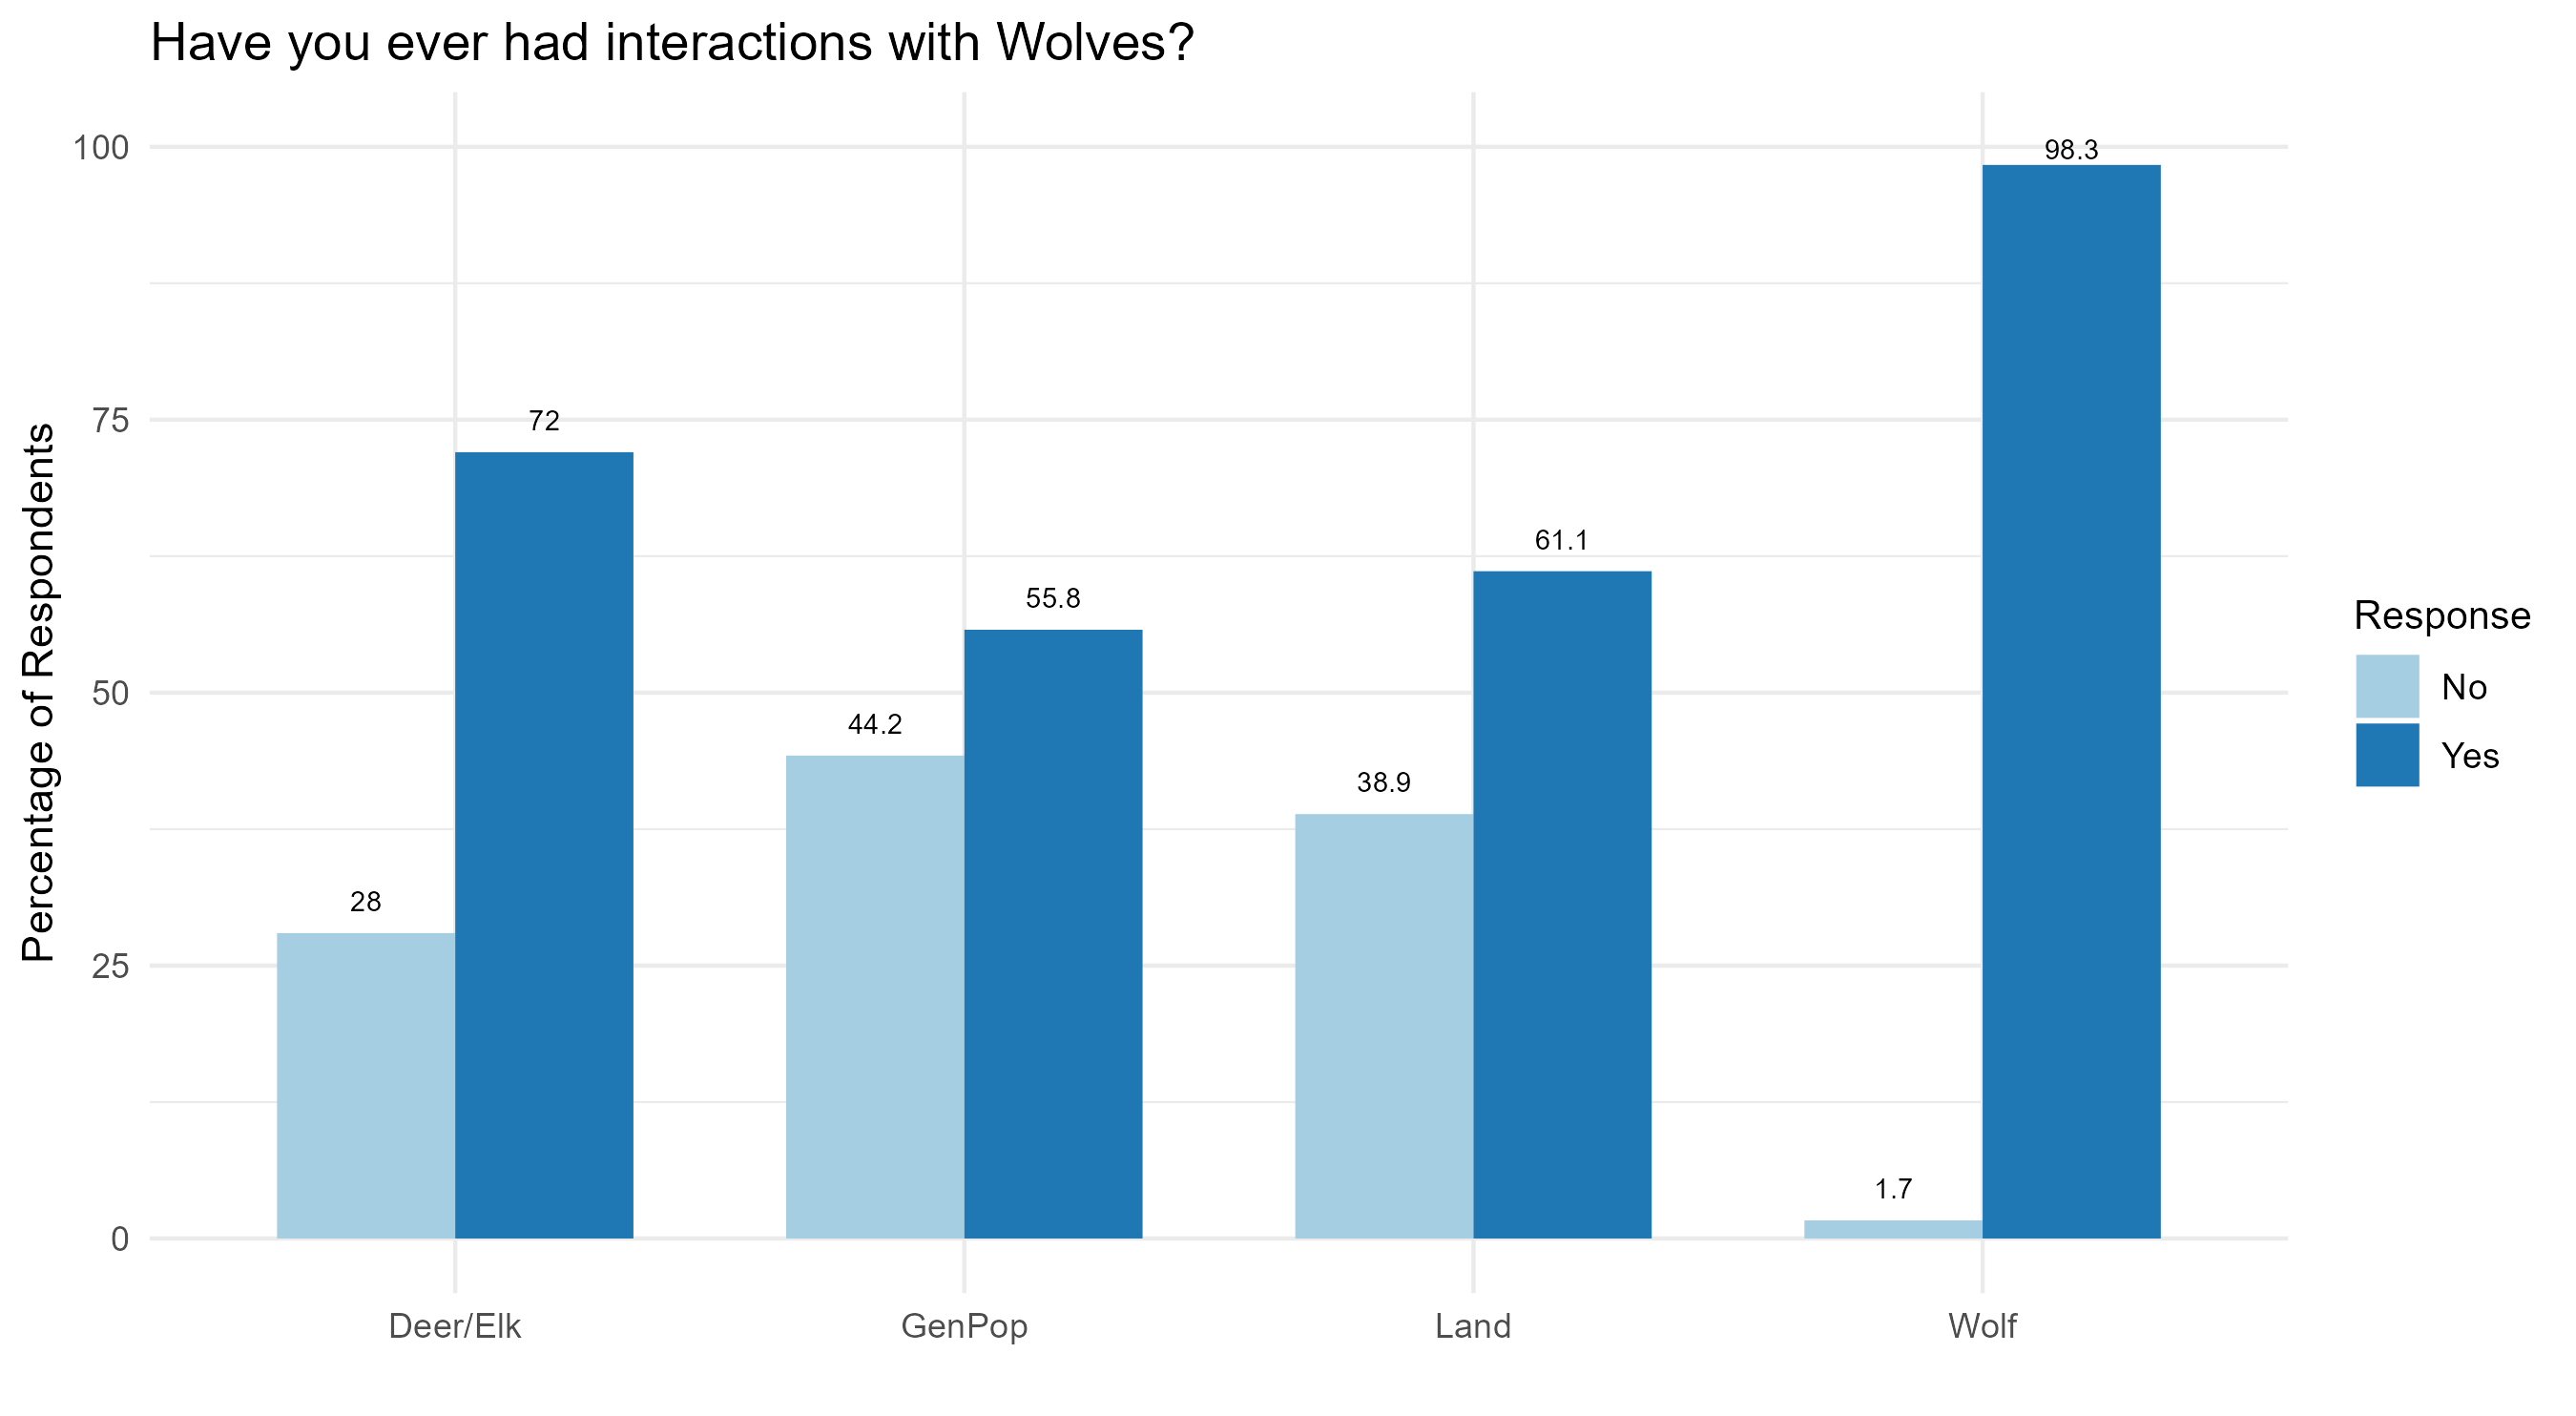 Have you ever had interactions with Wolves?
Percentage of Respondents
100
75
50
25
0
28
72
44.2
55.8
38.9
61.1
1.7
98.3
Deer/Elk
GenPop
Land
Wolf
Response
No
Yes